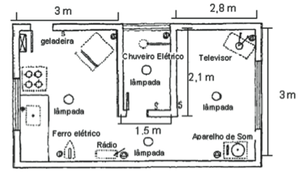 3 m
2,8 m
geladeira
Chuveiro Elétrico
Televisor
lâmpada
2,1 m
lâmpada
lâmpada
3m
1,5 m
Ferro elétrico
Rádio
lâmpada
Aparelho de Som